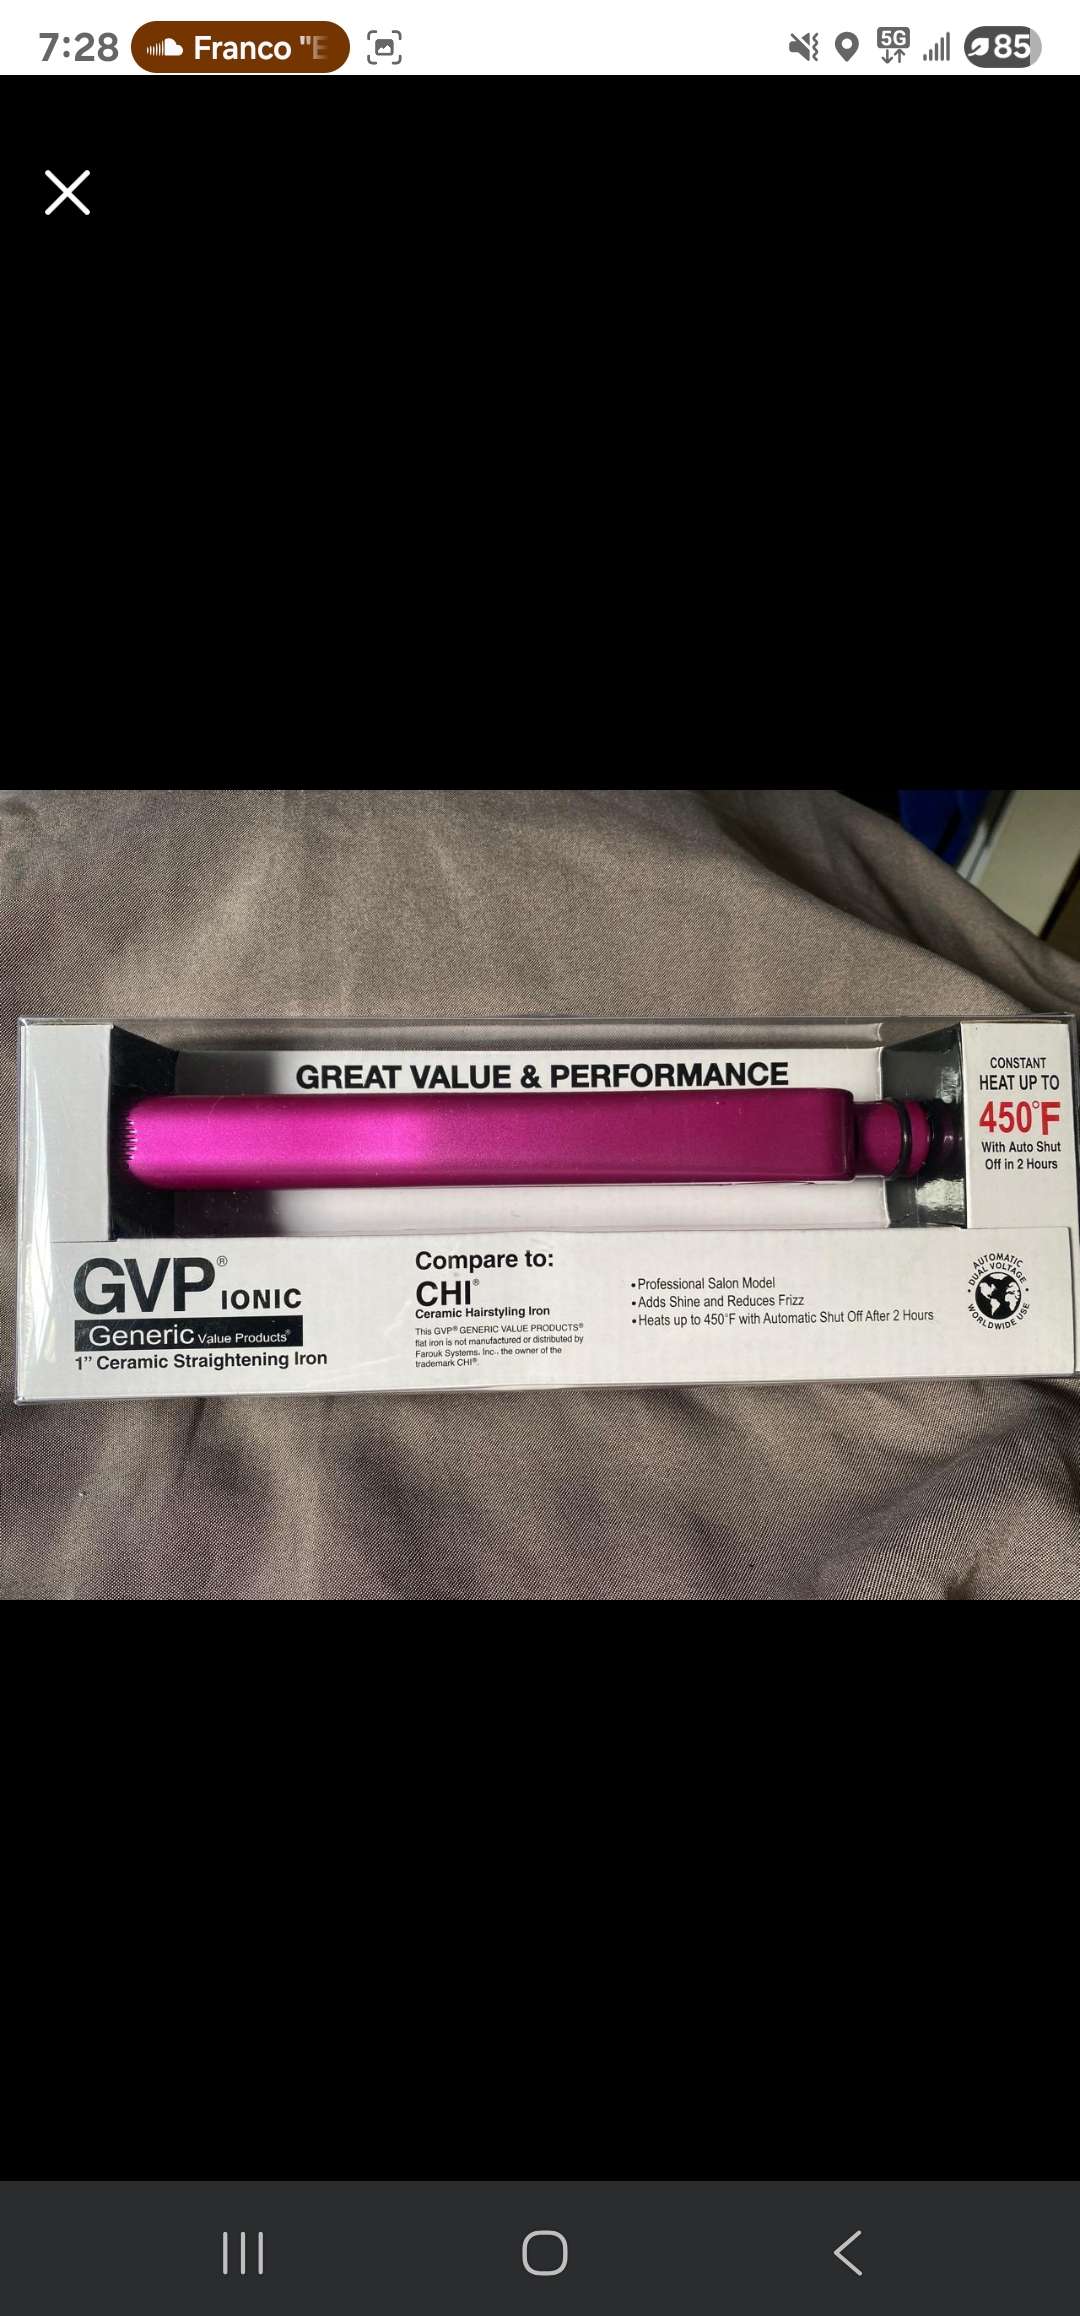 7:28 Franco "E 5G 85
GREAT VALUE & PERFORMANCE
CONSTANT
HEAT UP TO
450°F
With Auto Shut
Off in 2 Hours
GVP® IONIC
Generic Value Products®
1” Ceramic Straightening Iron
Compare to:
CHI®
Ceramic Hairstyling Iron
This GVP® GENERIC VALUE PRODUCTS®
flat iron is not manufactured or distributed by
Farouk Systems, Inc., the owner of the
trademark CHI®.
•Professional Salon Model
•Adds Shine and Reduces Frizz
•Heats up to 450°F with Automatic Shut Off After 2 Hours
AUTOMATIC
DUAL VOLTAGE
• WORLDWIDE USE •